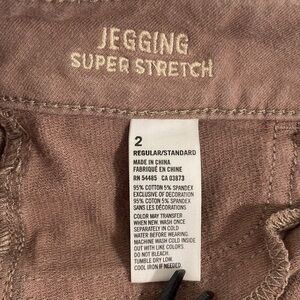 JEGGING
SUPER STRETCH
2
REGULAR/STANDARD
MADE IN CHINA
FABRIQUÉ EN CHINE
RN 54485 CA 03873
95% COTTON 5% SPANDEX
EXCLUSIVE OF DECORATION
95% COTON 5% SPANDEX
SANS LES DÉCORATIONS
COLOR MAY TRANSFER
WHEN NEW. WASH ONCE
SEPARATELY IN COLD
WATER BEFORE WEARING.
MACHINE WASH COLD INSIDE
OUT WITH LIKE COLORS
DO NOT BLEACH.
TUMBLE DRY LOW.
COOL IRON IF NEEDED